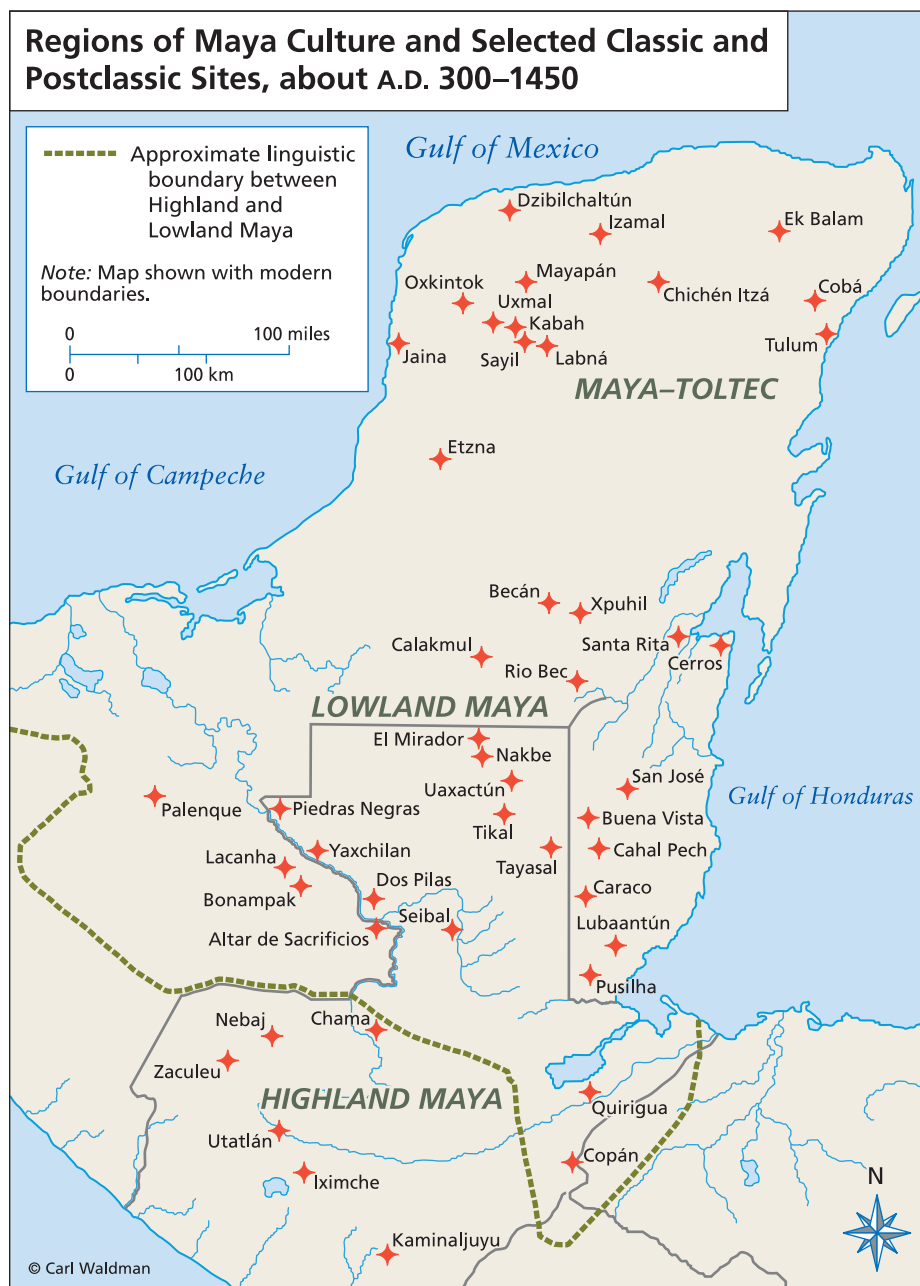 Regions of Maya Culture and Selected Classic and
Postclassic Sites, about A.D. 300–1450
Approximate linguistic
boundary between
Highland and
Lowland Maya
Note: Map shown with modern
boundaries.
0 100 miles
0 100 km
Gulf of Mexico
Dzibilchaltún
Izamal
Ek Balam
Mayapán
Oxkintok
Chichén Itzá
Cobá
Uxmal
Kabah
Tulum
Jaina
Sayil
Labná
MAYA–TOLTEC
Etzna
Gulf of Campeche
Becán
Xpuhil
Santa Rita
Calakmul
Cerros
Rio Bec
LOWLAND MAYA
El Mirador
Nakbe
San José
Uaxactún
Gulf of Honduras
Palenque
Piedras Negras
Buena Vista
Tikal
Yaxchilan
Cahal Pech
Lacanha
Tayasal
Dos Pilas
Bonampak
Caraco
Seibal
Lubaantún
Altar de Sacrificios
Pusilha
Nebaj
Chama
Zaculeu
HIGHLAND MAYA
Quirigua
Utatlán
Copán
Iximche
N
Kaminaljuyu
© Carl Waldman